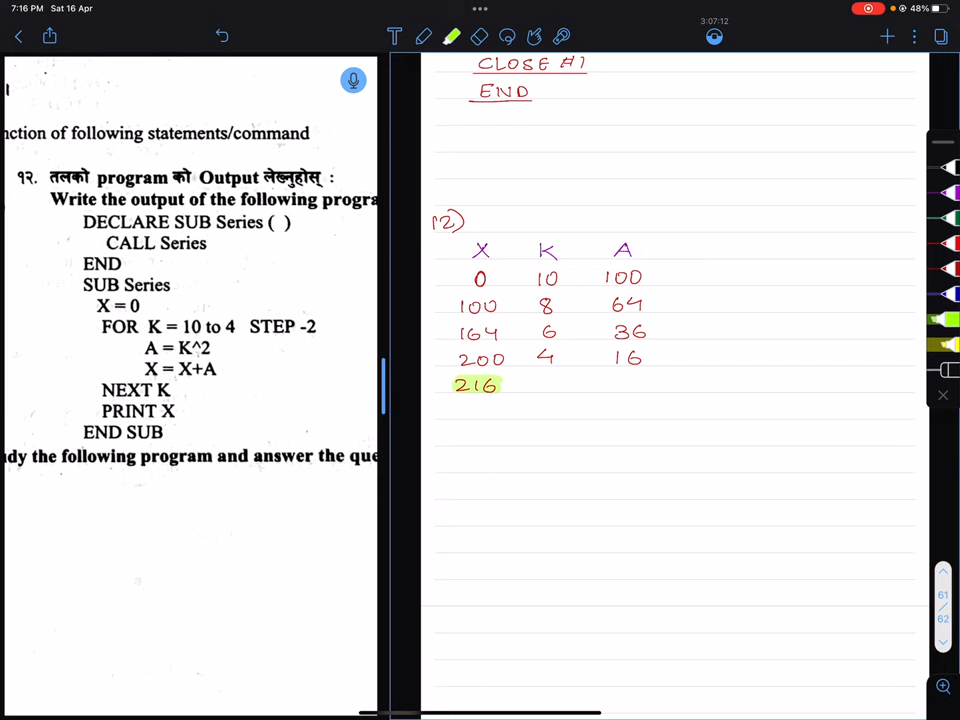 7:16 PM Sat 16 Apr
48%
3:07:12
nction of following statements/command
१२. तलको program को Output लेख्नुहोस् :
Write the output of the following progra
DECLARE SUB Series ( )
CALL Series
END
SUB Series
X = 0
FOR K = 10 to 4 STEP -2
A = K^2
X = X+A
NEXT K
PRINT X
END SUB
dy the following program and answer the que
CLOSE #1
END
12)
X K A
0 10 100
100 8 64
164 6 36
200 4 16
216
61
/
62